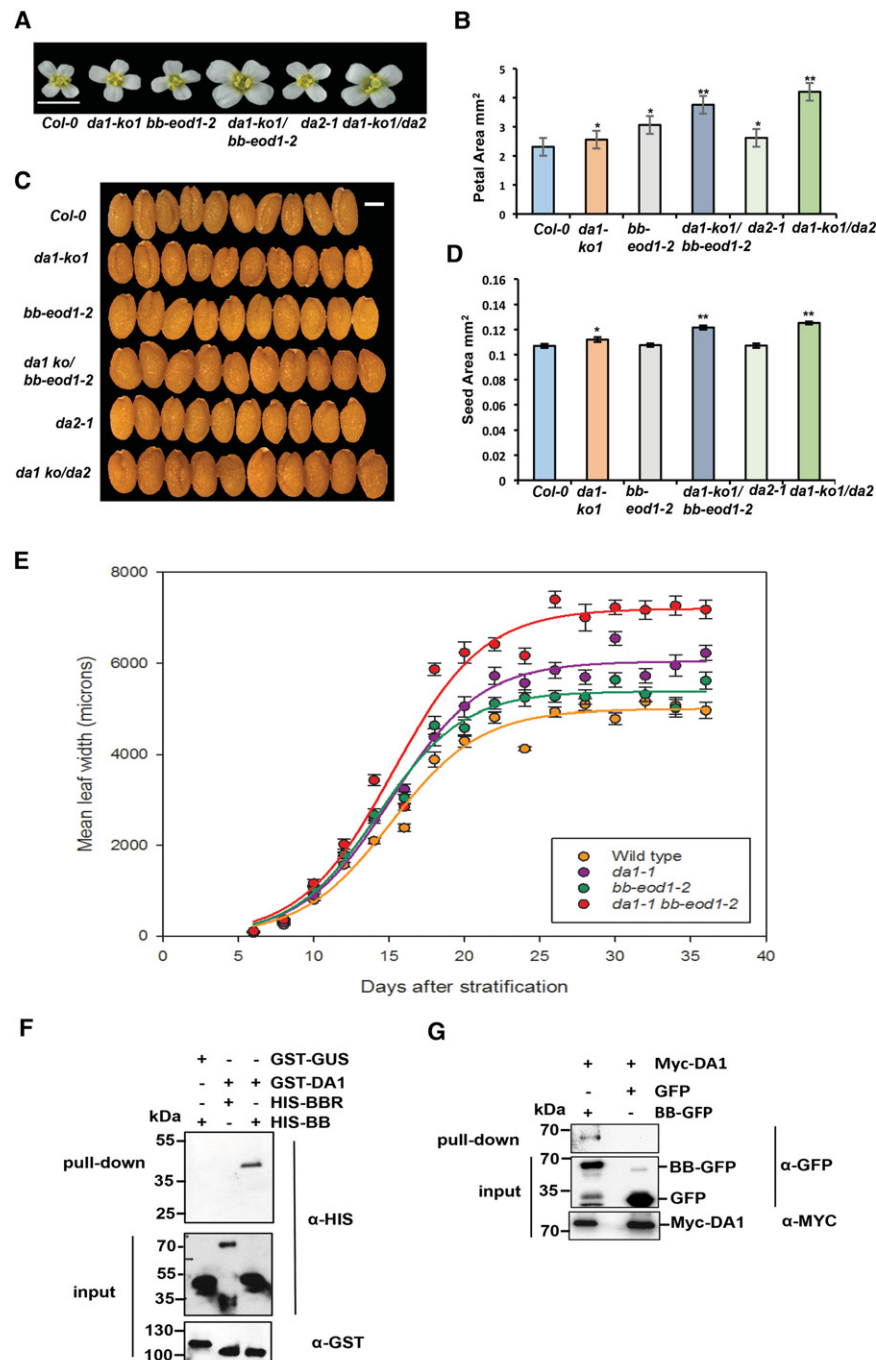 A
Col-0 da1-ko1 bb-eod1-2 da1-ko1/ da2-1 da1-ko1/da2
bb-eod1-2
B
Petal Area mm²
5
4
3
2
1
0
* * ** * **
Col-0 da1- bb- da1-ko1/ da2-1 da1-ko1/da2
ko1 eod1-2 bb-eod1-2
C
Col-0
da1-ko1
bb-eod1-2
da1 ko/
bb-eod1-2
da2-1
da1 ko/da2
D
Seed Area mm²
0.16
0.14
0.12
0.1
0.08
0.06
0.04
0.02
0
* ** **
Col-0 da1- bb- da1-ko1/ da2-1 da1-ko1/da2
ko1 eod1-2 bb-eod1-2
E
Mean leaf width (microns)
8000
6000
4000
2000
0
0 5 10 15 20 25 30 35 40
Days after stratification
Wild type
da1-1
bb-eod1-2
da1-1 bb-eod1-2
F
+ - - GST-GUS
- + + GST-DA1
- + - HIS-BBR
kDa + - + HIS-BB
pull-down
55
35
25
α-HIS
input
70
55
35
25
130
100
α-GST
G
+ + Myc-DA1
- + GFP
kDa + - BB-GFP
pull-down
70
α-GFP
input
70
BB-GFP
35
GFP
70
Myc-DA1
α-MYC